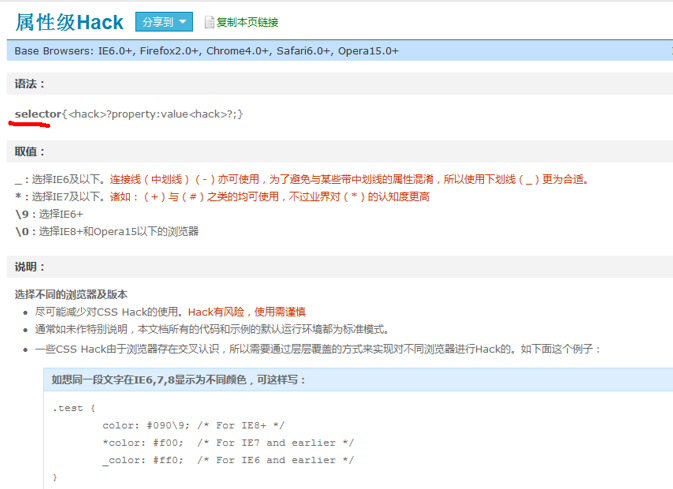 属性级Hack 分享到 复制本页链接
Base Browsers: IE6.0+, Firefox2.0+, Chrome4.0+, Safari6.0+, Opera15.0+
语法：
selector{<hack>?property:value<hack>?;}
取值：
_：选择IE6及以下。连接线（中划线）（-）亦可使用，为了避免与某些带中划线的属性混淆，所以使用下划线（_）更为合适。
*：选择IE7及以下。诸如：（+）与（#）之类的均可使用，不过业界对（*）的认知度更高
\9：选择IE6+
\0：选择IE8+和Opera15以下的浏览器
说明：
选择不同的浏览器及版本
尽可能减少对CSS Hack的使用。Hack有风险，使用需谨慎
通常如未作特别说明，本文档所有的代码和示例的默认运行环境都为标准模式。
一些CSS Hack由于浏览器存在交叉认识，所以需要通过层层覆盖的方式来实现对不同浏览器进行Hack的。如下面这个例子：
如想同一段文字在IE6,7,8显示为不同颜色，可这样写：
.test {
color: #090\9; /* For IE8+ */
*color: #f00; /* For IE7 and earlier */
_color: #ff0; /* For IE6 and earlier */
}